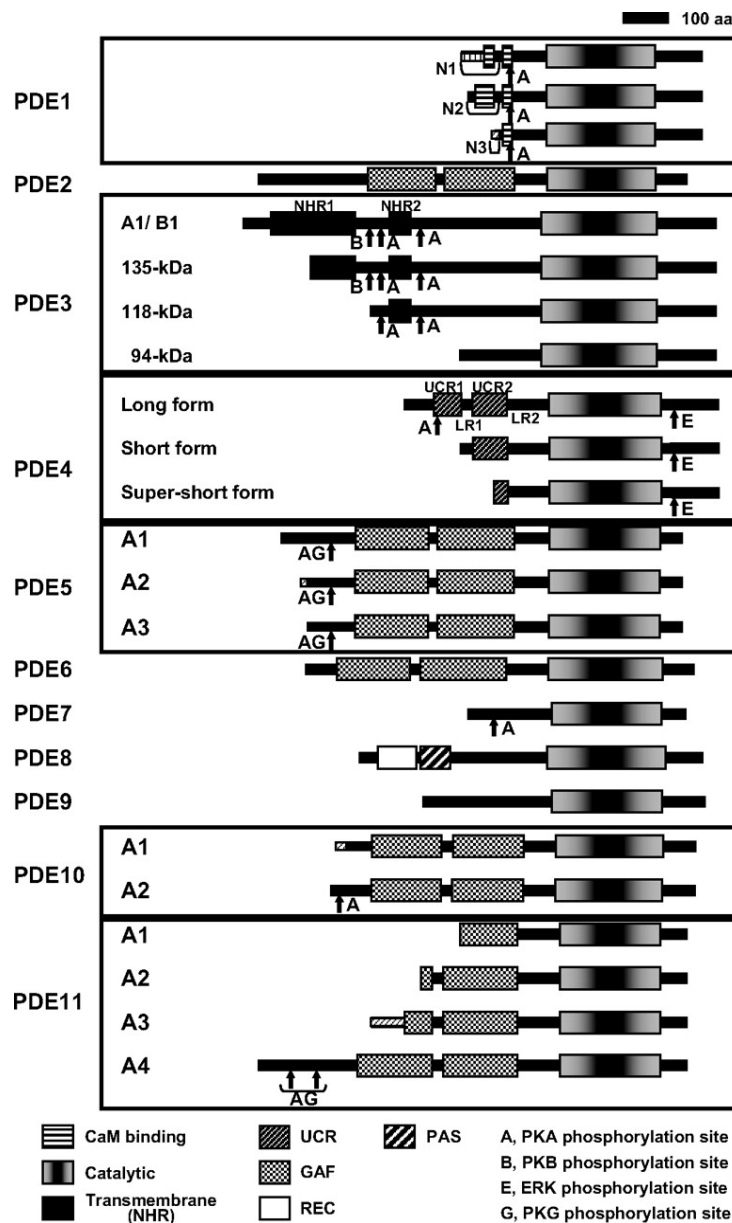 100 aa
PDE1
N1
A
N2
A
N3
A
PDE2
PDE3
NHR1 NHR2
A1/ B1
B A A
135-kDa
B A A
118-kDa
A A
94-kDa
PDE4
UCR1 UCR2
Long form
A LR1 LR2 E
Short form
E
Super-short form
E
PDE5
A1
AG
A2
AG
A3
AG
PDE6
PDE7
A
PDE8
PDE9
PDE10
A1
A2
A
PDE11
A1
A2
A3
A4
AG
CaM binding
Catalytic
Transmembrane
(NHR)
UCR
GAF
REC
PAS
A, PKA phosphorylation site
B, PKB phosphorylation site
E, ERK phosphorylation site
G, PKG phosphorylation site